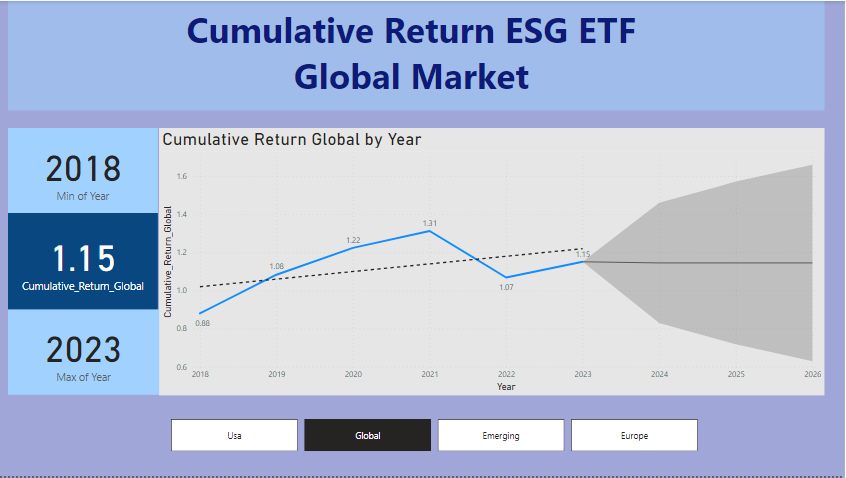 Cumulative Return ESG ETF
Global Market
2018
Min of Year
1.15
Cumulative_Return_Global
2023
Max of Year
Cumulative Return Global by Year
Cumulative_Return_Global
1.6
1.4
1.2
1.0
0.8
0.6
0.88
1.08
1.22
1.31
1.07
1.15
2018
2019
2020
2021
2022
2023
2024
2025
2026
Year
Usa
Global
Emerging
Europe